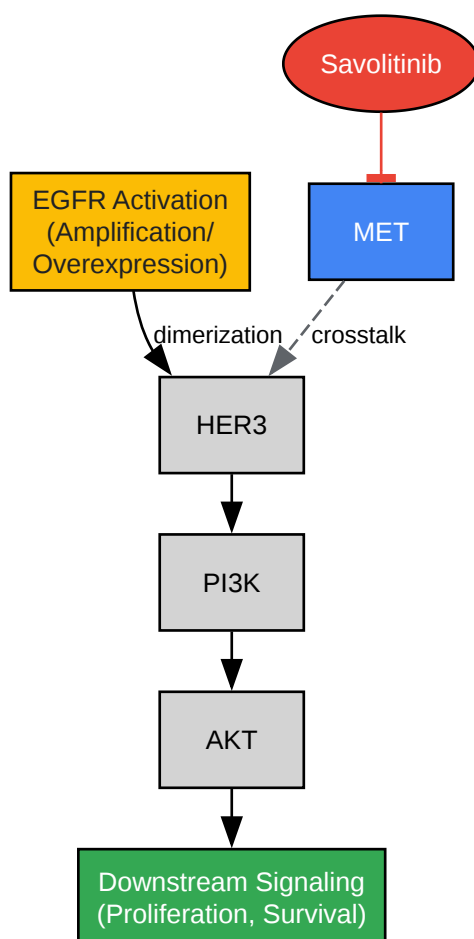 Savolitinib
EGFR Activation
(Amplification/
Overexpression)
MET
dimerization
crosstalk
HER3
PI3K
AKT
Downstream Signaling
(Proliferation, Survival)